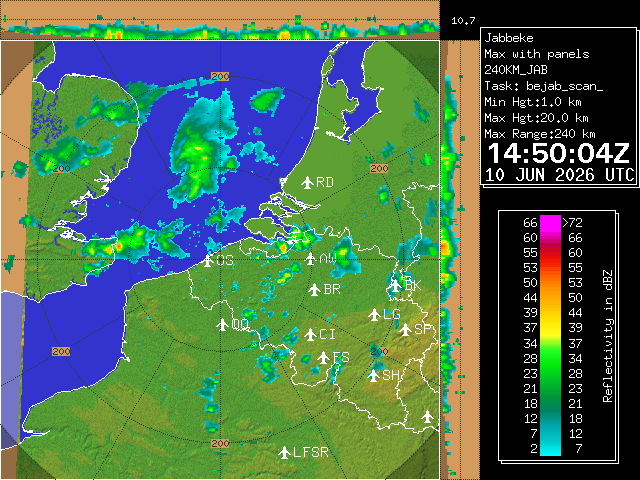 10.7
Jabbeke
Max with panels
240KM_JAB
Task: bejab_scan_
Min Hgt:1.0 km
Max Hgt:20.0 km
Max Range:240 km
14:50:04Z
10 JUN 2026 UTC
200
200
200
RD
OS
AW
BR
BK
LG
SP
QO
CI
FS
SH
200
200
LFSR
66 >72
60 66
55 60
53 55
50 53
44 50
39 44
37 39
34 37
31 34
28 31
23 28
21 23
18 21
12 18
7 12
2 7
Reflectivity in dBZ